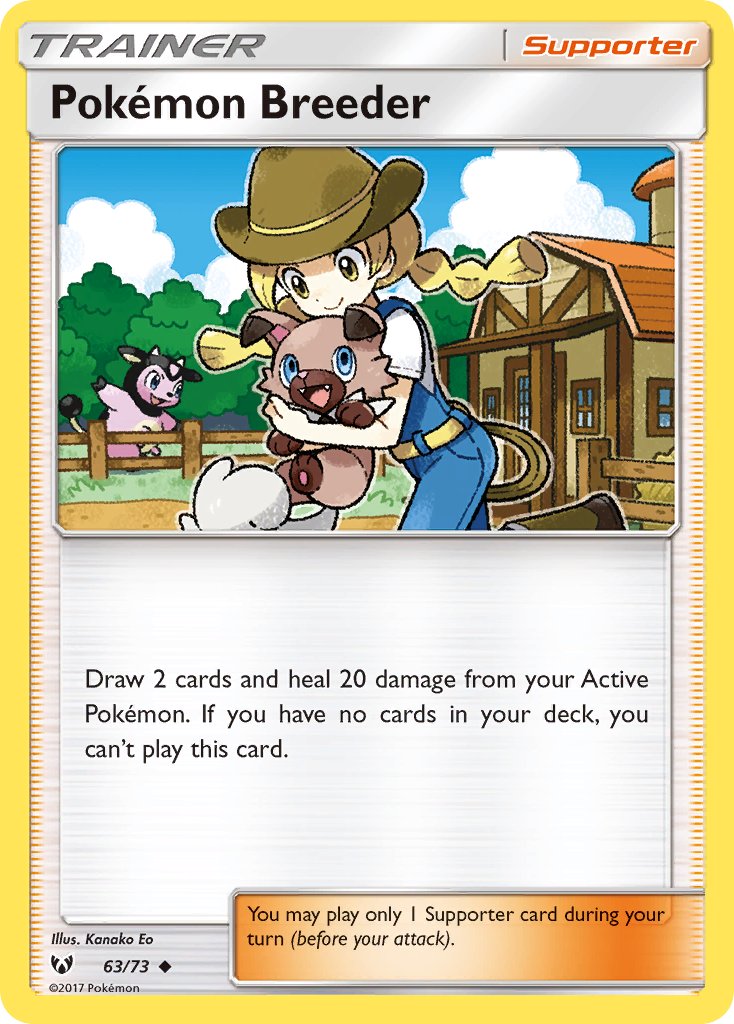 TRAINER
Supporter
Pokémon Breeder
Draw 2 cards and heal 20 damage from your Active
Pokémon. If you have no cards in your deck, you
can't play this card.
You may play only 1 Supporter card during your
turn (before your attack).
Illus. Kanako Eo
63/73
©2017 Pokémon